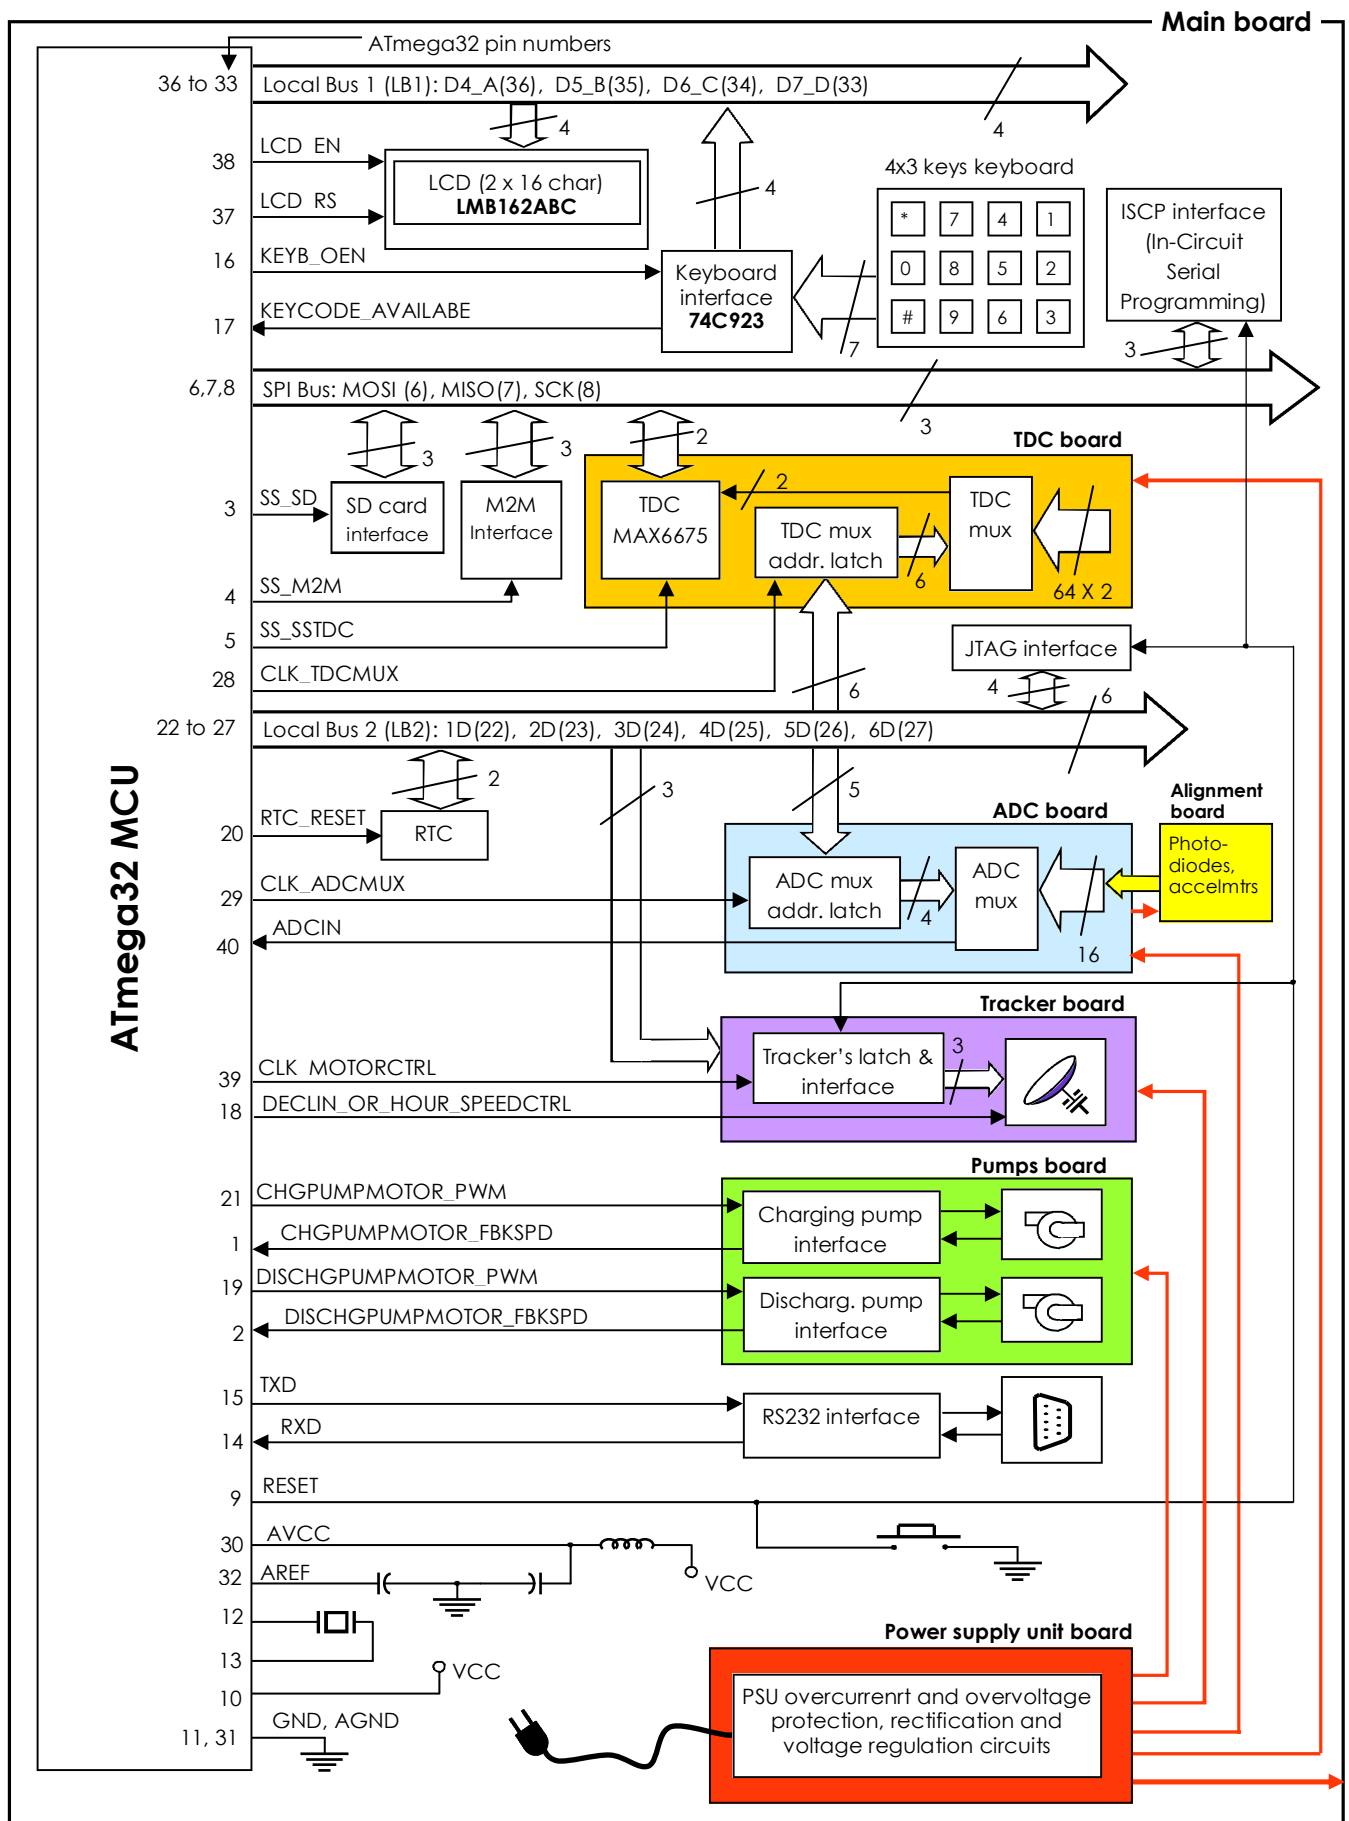 Main board
ATmega32 pin numbers
36 to 33
Local Bus 1 (LB1): D4_A(36), D5_B(35), D6_C(34), D7_D(33)
4
4
38
LCD EN
37
LCD RS
LCD (2 x 16 char)
LMB162ABC
4
4x3 keys keyboard
* 7 4 1
0 8 5 2
# 9 6 3
ISCP interface
(In-Circuit
Serial
Programming)
16
KEYB_OEN
17
KEYCODE_AVAILABE
Keyboard
interface
74C923
7
3
6,7,8
SPI Bus: MOSI (6), MISO(7), SCK(8)
3
3
3
2
TDC board
3
SS_SD
SD card
interface
M2M
Interface
TDC
MAX6675
2
TDC mux
addr. latch
6
TDC
mux
64 X 2
4
SS_M2M
5
SS_SSTDC
28
CLK_TDCMUX
6
JTAG interface
4
6
22 to 27
Local Bus 2 (LB2): 1D(22), 2D(23), 3D(24), 4D(25), 5D(26), 6D(27)
2
3
5
ATmega32 MCU
20
RTC_RESET
RTC
ADC board
Alignment
board
Photo-
diodes,
accelmtrs
29
CLK_ADCMUX
ADC mux
addr. latch
4
ADC
mux
16
40
ADCIN
Tracker board
39
CLK MOTORCTRL
Tracker's latch &
interface
3
18
DECLIN_OR_HOUR_SPEEDCTRL
Pumps board
21
CHGPUMPMOTOR_PWM
Charging pump
interface
1
CHGPUMPMOTOR_FBKSPD
19
DISCHGPUMPMOTOR_PWM
Discharg. pump
interface
2
DISCHGPUMPMOTOR_FBKSPD
15
TXD
RS232 interface
14
RXD
9
RESET
30
AVCC
VCC
32
AREF
12
13
10
VCC
11, 31
GND, AGND
Power supply unit board
PSU overcurrenrt and overvoltage
protection, rectification and
voltage regulation circuits